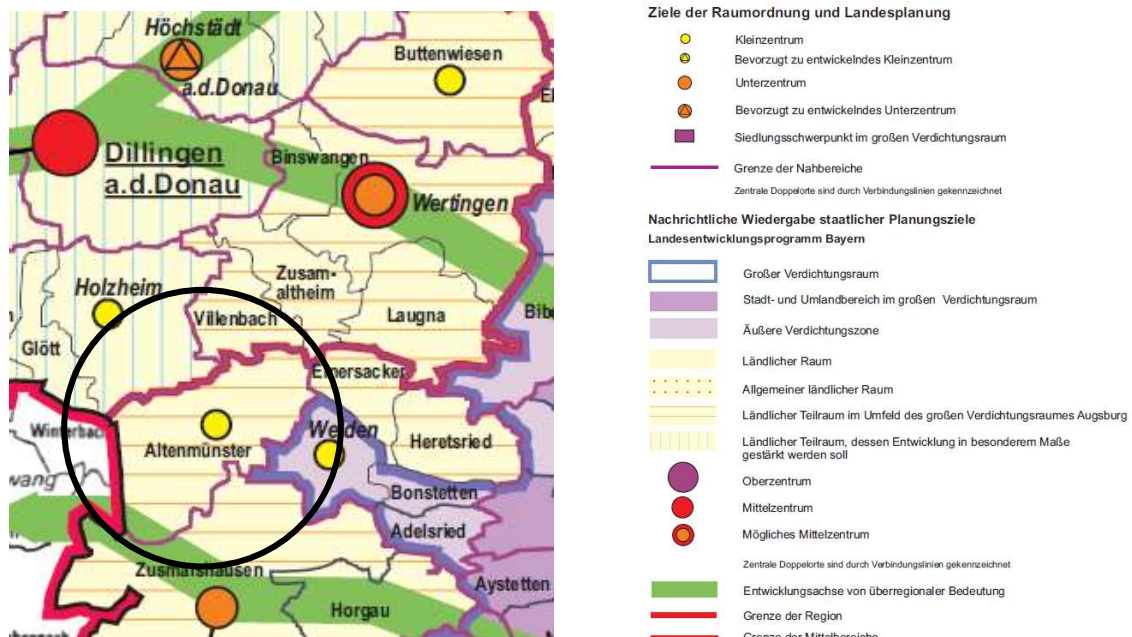 Höchstädt
a.d.Donau
Buttenwiesen
Dillingen
a.d.Donau
Binswangen
Wertingen
Holzheim
Zusam-
altheim
Villenbach
Laugna
Glött
Emersacker
Winterbach
Altenmünster
Welden
Heretsried
Bonstetten
Adelsried
Zusmarshausen
Aystetten
Horgau
Ziele der Raumordnung und Landesplanung
Kleinzentrum
Bevorzugt zu entwickelndes Kleinzentrum
Unterzentrum
Bevorzugt zu entwickelndes Unterzentrum
Siedlungsschwerpunkt im großen Verdichtungsraum
Grenze der Nahbereiche
Zentrale Doppelorte sind durch Verbindungslinien gekennzeichnet
Nachrichtliche Wiedergabe staatlicher Planungsziele
Landesentwicklungsprogramm Bayern
Großer Verdichtungsraum
Stadt- und Umlandbereich im großen Verdichtungsraum
Äußere Verdichtungszone
Ländlicher Raum
Allgemeiner ländlicher Raum
Ländlicher Teilraum im Umfeld des großen Verdichtungsraumes Augsburg
Ländlicher Teilraum, dessen Entwicklung in besonderem Maße
gestärkt werden soll
Oberzentrum
Mittelzentrum
Mögliches Mittelzentrum
Zentrale Doppelorte sind durch Verbindungslinien gekennzeichnet
Entwicklungsachse von überregionaler Bedeutung
Grenze der Region
Grenze der Mittelbereiche